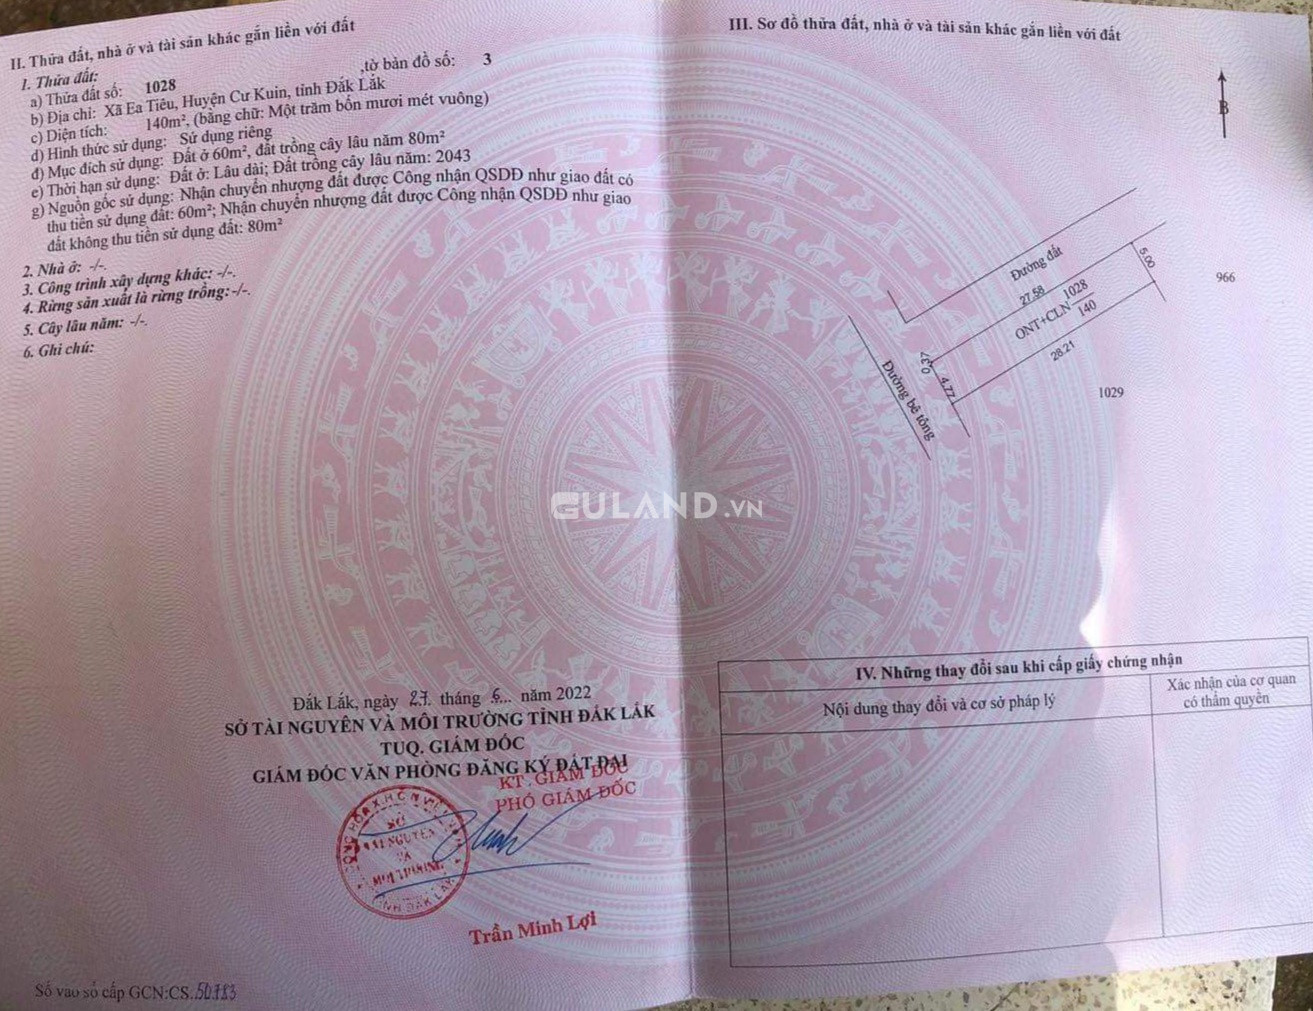 II. Thửa đất, nhà ở và tài sản khác gắn liền với đất
1. Thửa đất:
a) Thửa đất số: 1028 ,tờ bản đồ số: 3
b) Địa chỉ: Xã Ea Tiêu, Huyện Cư Kuin, tỉnh Đắk Lắk
c) Diện tích: 140m², (bằng chữ: Một trăm bốn mươi mét vuông)
d) Hình thức sử dụng: Sử dụng riêng
đ) Mục đích sử dụng: Đất ở 60m², đất trồng cây lâu năm 80m²
e) Thời hạn sử dụng: Đất ở: Lâu dài; Đất trồng cây lâu năm: 2043
g) Nguồn gốc sử dụng: Nhận chuyển nhượng đất được Công nhận QSDĐ như giao đất có
thu tiền sử dụng đất: 60m²; Nhận chuyển nhượng đất được Công nhận QSDĐ như giao
đất không thu tiền sử dụng đất: 80m²
2. Nhà ở: -/-.
3. Công trình xây dựng khác: -/-.
4. Rừng sản xuất là rừng trồng: -/-.
5. Cây lâu năm: -/-.
6. Ghi chú:
Đắk Lắk, ngày 27 tháng 6 năm 2022
SỞ TÀI NGUYÊN VÀ MÔI TRƯỜNG TỈNH ĐẮK LẮK
TUQ. GIÁM ĐỐC
GIÁM ĐỐC VĂN PHÒNG ĐĂNG KÝ ĐẤT ĐAI
KT. GIÁM ĐỐC
PHÓ GIÁM ĐỐC
SỞ
TÀI NGUYÊN
VÀ
MÔI TRƯỜNG
TỈNH ĐẮK LẮK
Trần Minh Lợi
Số vào sổ cấp GCN:CS.50783
III. Sơ đồ thửa đất, nhà ở và tài sản khác gắn liền với đất
B
Đường đất
27.58
5.00
966
ONT+CLN 1028
140
28.21
0.37
4.77
Đường bê tông
1029
GULAND.VN
IV. Những thay đổi sau khi cấp giấy chứng nhận
Nội dung thay đổi và cơ sở pháp lý
Xác nhận của cơ quan
có thẩm quyền